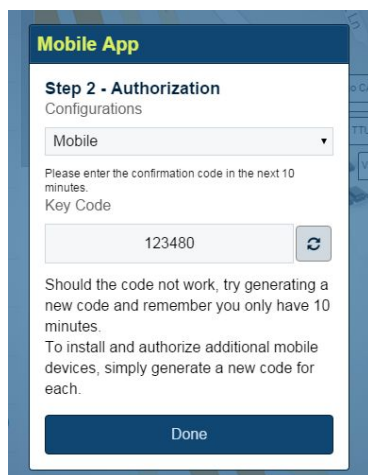 Mobile App
Step 2 - Authorization
Configurations
Mobile
Please enter the confirmation code in the next 10
minutes.
Key Code
123480
Should the code not work, try generating a
new code and remember you only have 10
minutes.
To install and authorize additional mobile
devices, simply generate a new code for
each.
Done